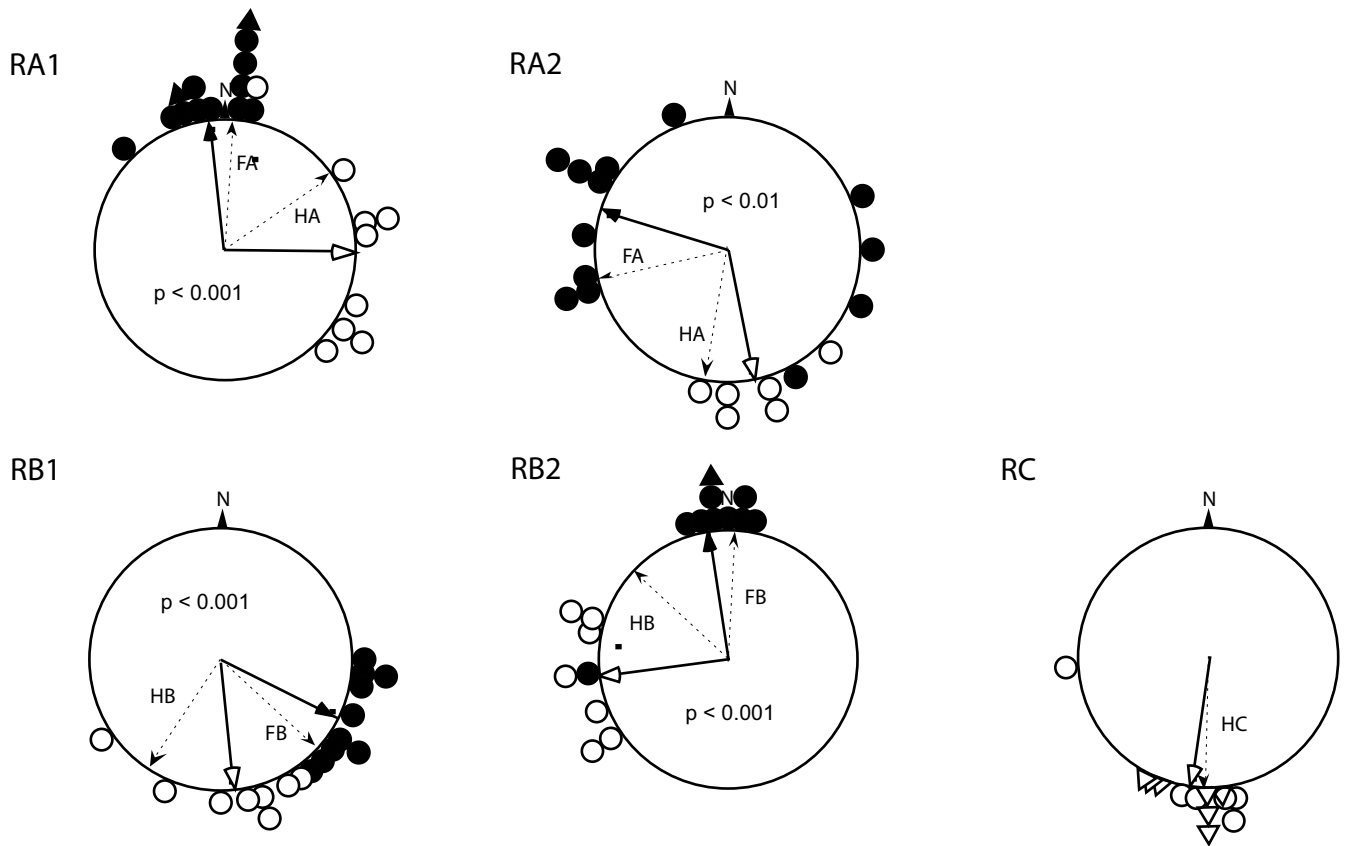 RA1
N
FA
HA
p < 0.001
RA2
N
p < 0.01
FA
HA
RB1
N
p < 0.001
HB
FB
RB2
N
FB
HB
p < 0.001
RC
N
HC